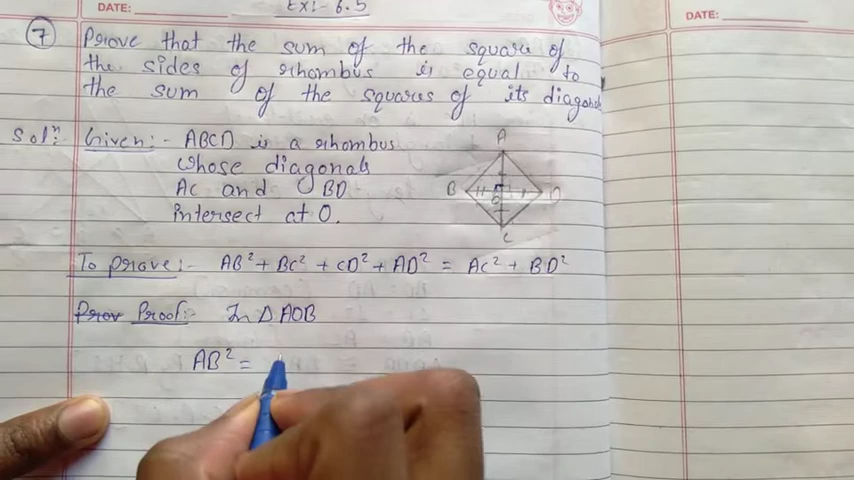 DATE:
Ex:- 6.5
DATE:
7 Prove that the sum of the square of
the sides of rhombus is equal to
the sum of the squares of its diagonals
Solⁿ: Given:- ABCD is a rhombus
whose diagonals
AC and BD
intersect at O.
A
B
D
O
C
To prove:- AB² + BC² + CD² + AD² = AC² + BD²
Prov Proof:- In Δ AOB
AB² =